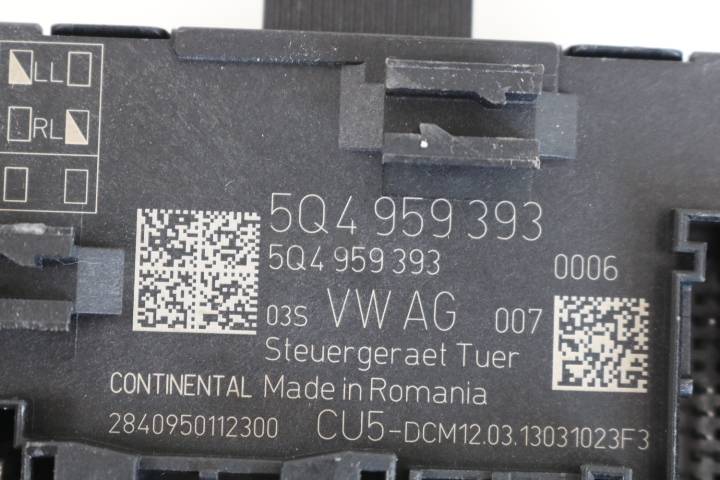 LL
RL
5Q4 959 393
5Q4 959 393
0006
03S VW AG 007
Steuergeraet Tuer
CONTINENTAL Made in Romania
2840950112300 CU5-DCM12.03.13031023F3